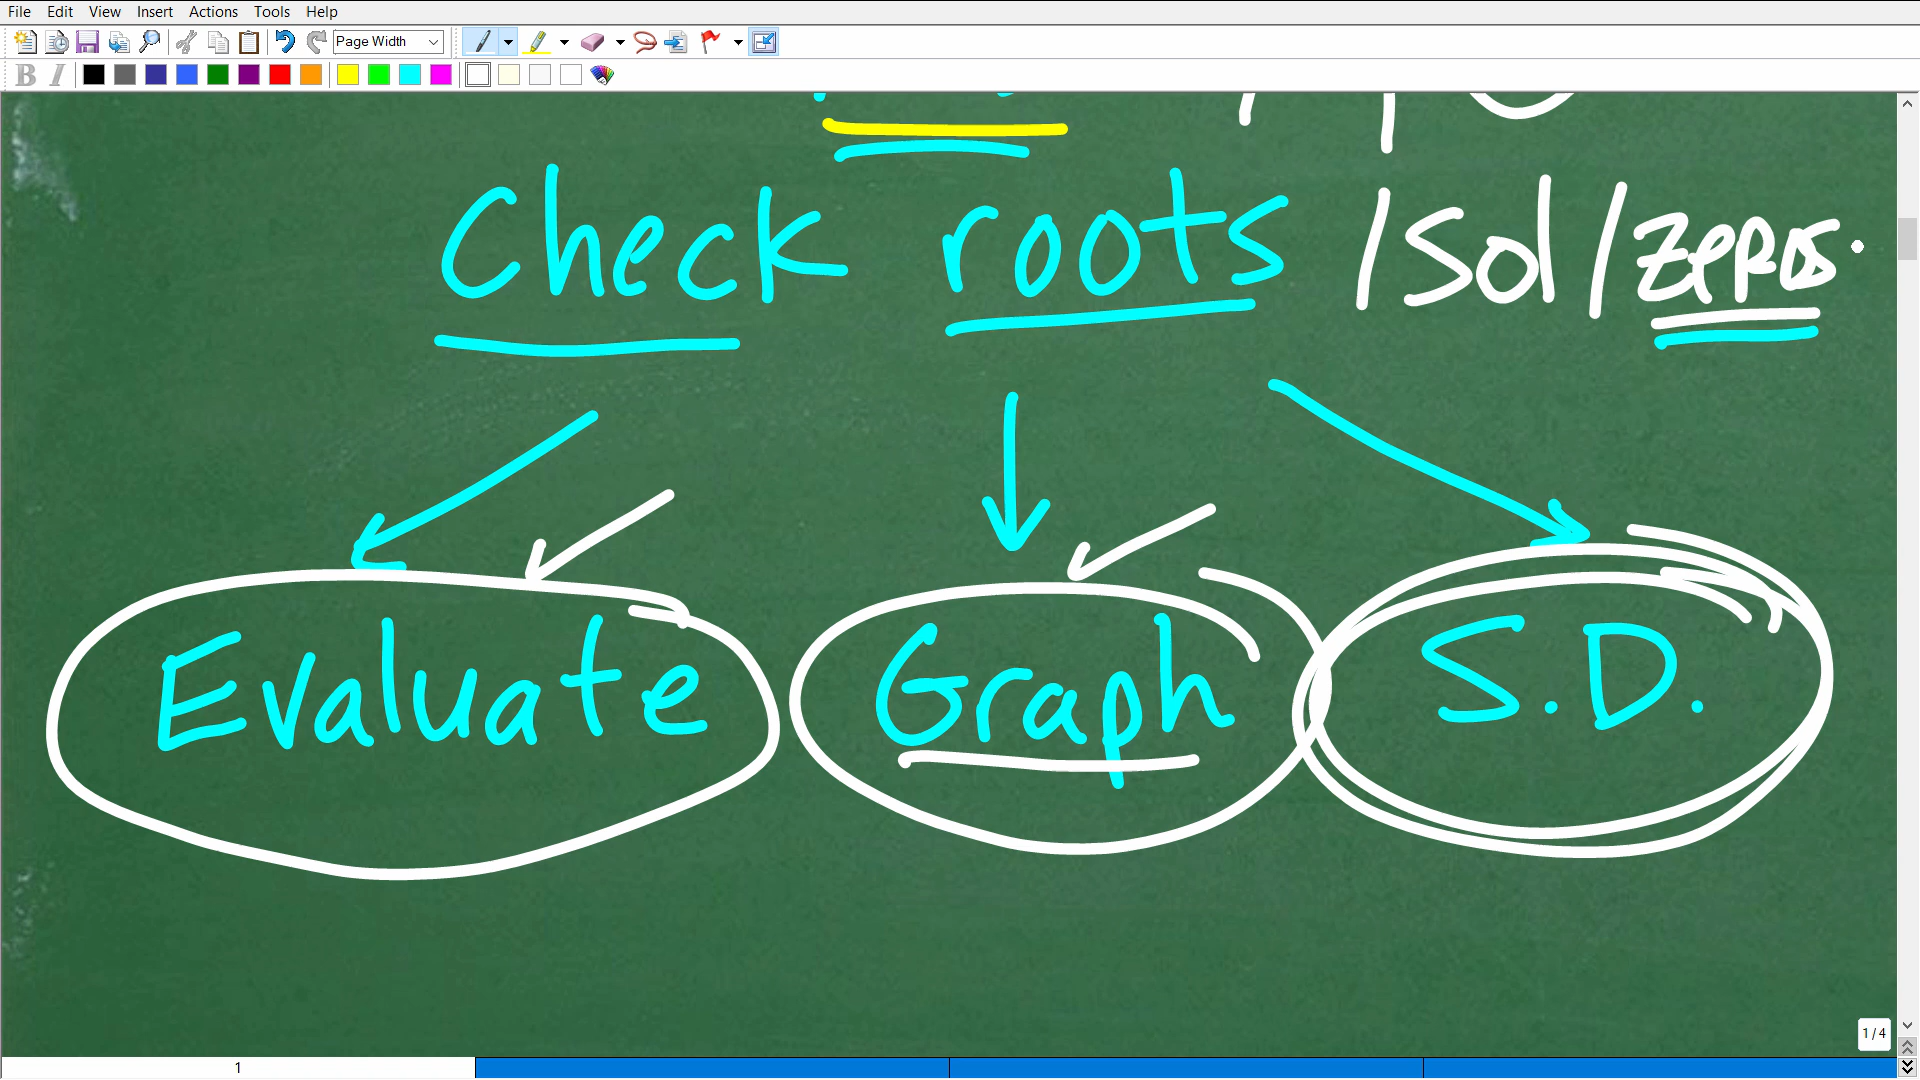 File Edit View Insert Actions Tools Help
Page Width
B I
Check roots /Sol/zeros.
Evaluate Graph S.D.
1 / 4
1